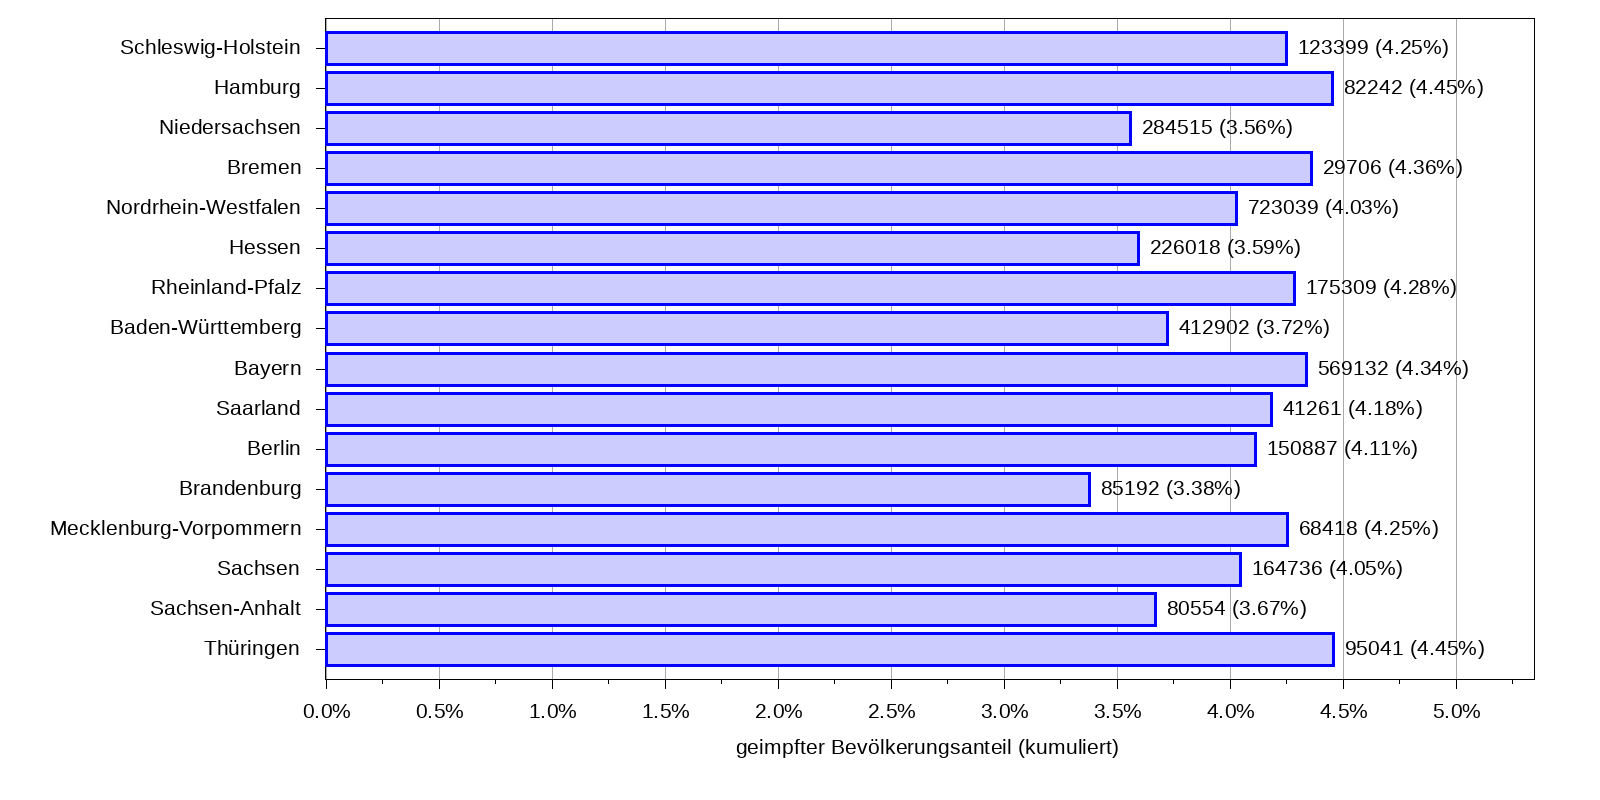 Schleswig-Holstein 123399 (4.25%)
Hamburg 82242 (4.45%)
Niedersachsen 284515 (3.56%)
Bremen 29706 (4.36%)
Nordrhein-Westfalen 723039 (4.03%)
Hessen 226018 (3.59%)
Rheinland-Pfalz 175309 (4.28%)
Baden-Württemberg 412902 (3.72%)
Bayern 569132 (4.34%)
Saarland 41261 (4.18%)
Berlin 150887 (4.11%)
Brandenburg 85192 (3.38%)
Mecklenburg-Vorpommern 68418 (4.25%)
Sachsen 164736 (4.05%)
Sachsen-Anhalt 80554 (3.67%)
Thüringen 95041 (4.45%)
0.0% 0.5% 1.0% 1.5% 2.0% 2.5% 3.0% 3.5% 4.0% 4.5% 5.0%
geimpfter Bevölkerungsanteil (kumuliert)